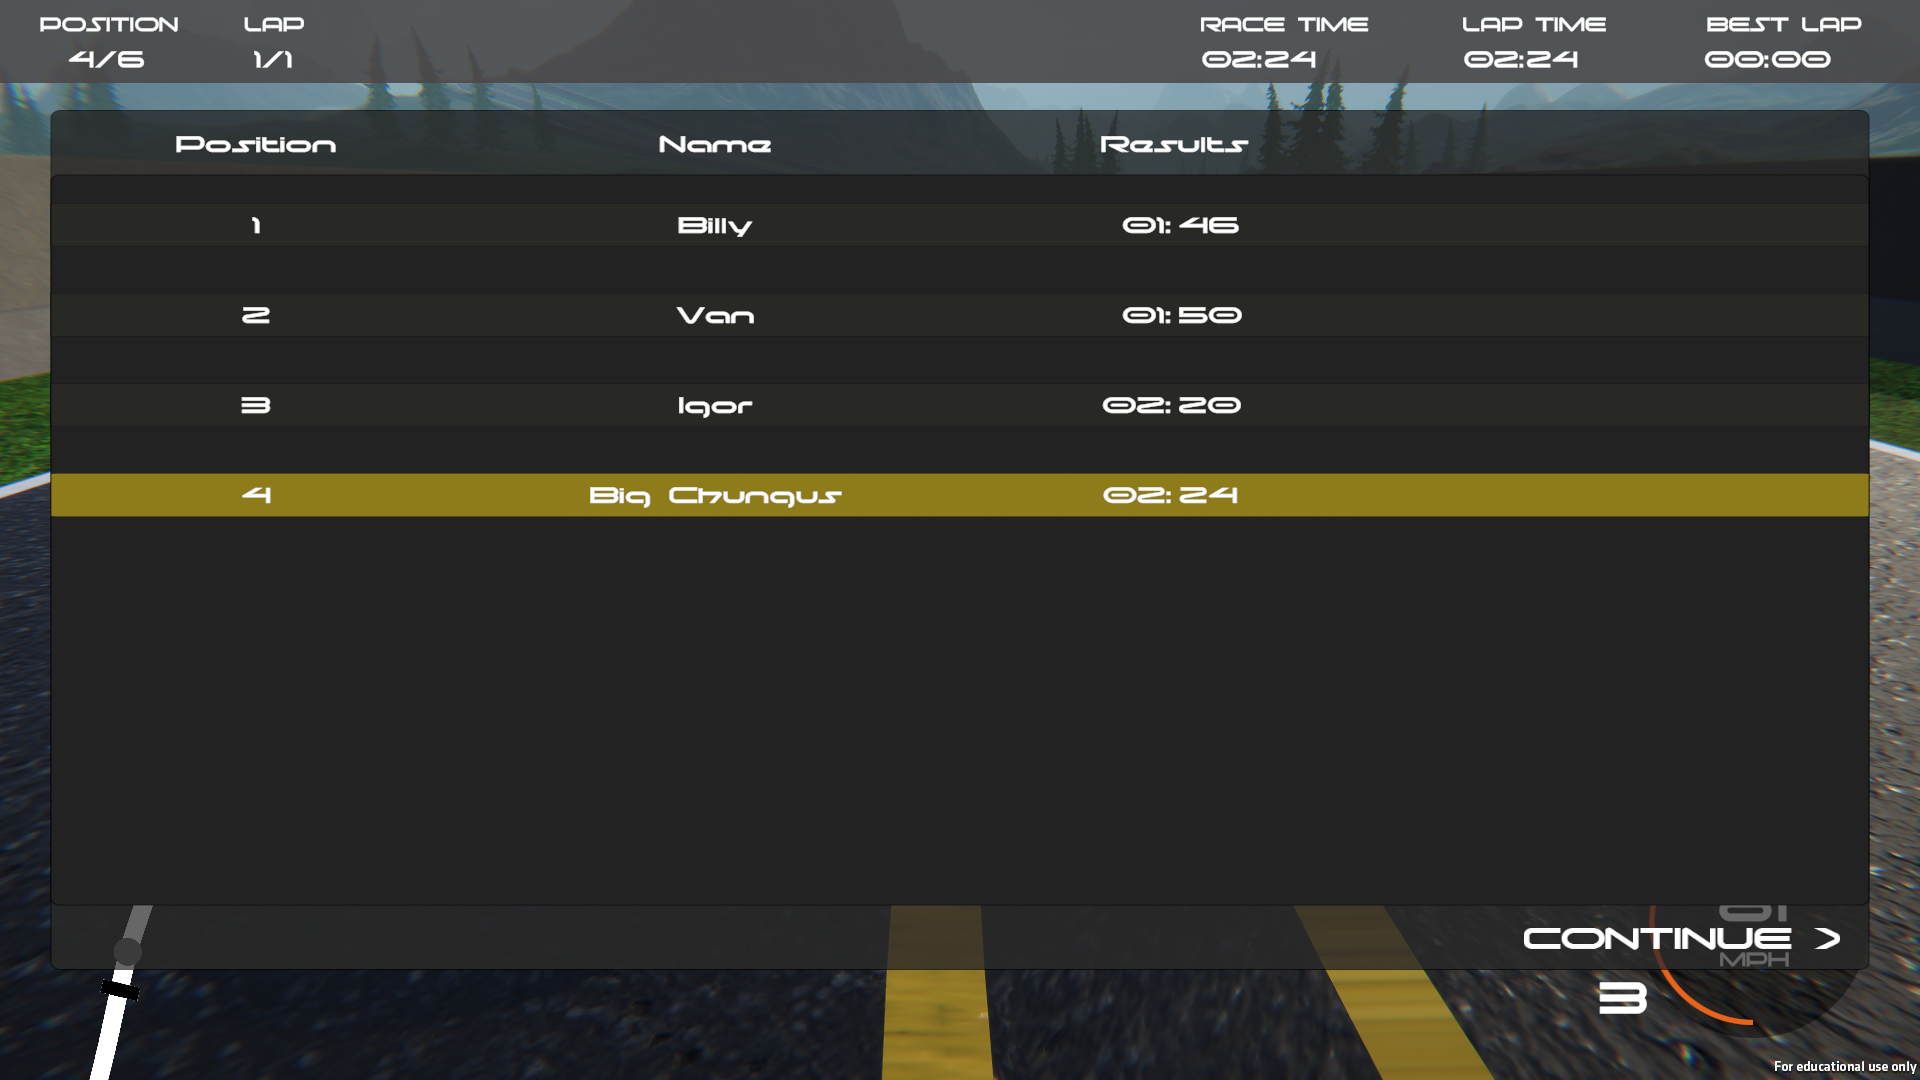 POSITION LAP RACE TIME LAP TIME BEST LAP
4/6 1/1 02:24 02:24 00:00
Position Name Results
1 Billy 01: 46
2 Van 01: 50
3 Igor 02: 20
4 Big Chungus 02: 24
CONTINUE >
MPH
3
For educational use only